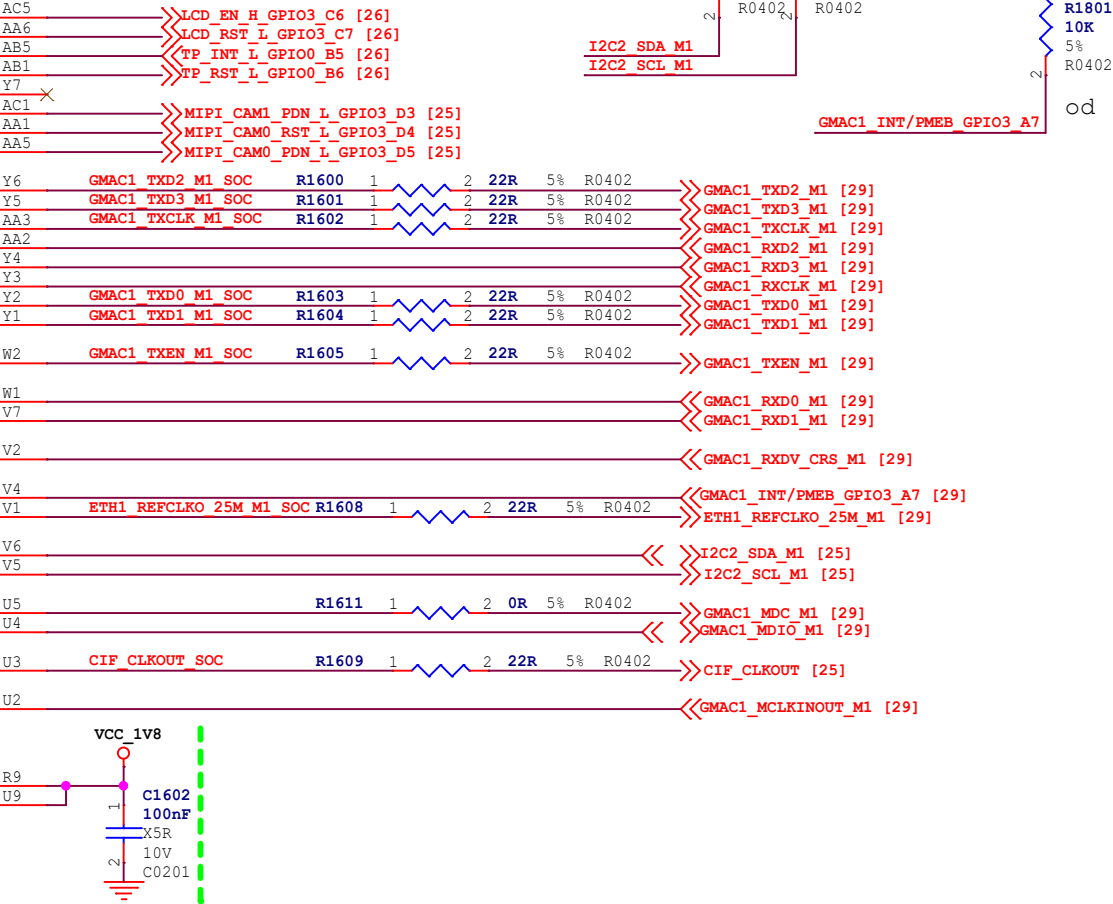 AC5 LCD_EN_H_GPIO3_C6 [26]
AA6 LCD_RST_L_GPIO3_C7 [26]
AB5 TP_INT_L_GPIO0_B5 [26]
AB1 TP_RST_L_GPIO0_B6 [26]
Y7
AC1 MIPI_CAM1_PDN_L_GPIO3_D3 [25]
AA1 MIPI_CAM0_RST_L_GPIO3_D4 [25]
AA5 MIPI_CAM0_PDN_L_GPIO3_D5 [25]
2 R0402 2 R0402
I2C2_SDA_M1
I2C2_SCL_M1
R1801
10K
5%
R0402
2
od
GMAC1_INT/PMEB_GPIO3_A7
Y6 GMAC1_TXD2_M1_SOC R1600 1 2 22R 5% R0402 GMAC1_TXD2_M1 [29]
Y5 GMAC1_TXD3_M1_SOC R1601 1 2 22R 5% R0402 GMAC1_TXD3_M1 [29]
AA3 GMAC1_TXCLK_M1_SOC R1602 1 2 22R 5% R0402 GMAC1_TXCLK_M1 [29]
AA2 GMAC1_RXD2_M1 [29]
Y4 GMAC1_RXD3_M1 [29]
Y3 GMAC1_RXCLK_M1 [29]
Y2 GMAC1_TXD0_M1_SOC R1603 1 2 22R 5% R0402 GMAC1_TXD0_M1 [29]
Y1 GMAC1_TXD1_M1_SOC R1604 1 2 22R 5% R0402 GMAC1_TXD1_M1 [29]
W2 GMAC1_TXEN_M1_SOC R1605 1 2 22R 5% R0402 GMAC1_TXEN_M1 [29]
W1 GMAC1_RXD0_M1 [29]
V7 GMAC1_RXD1_M1 [29]
V2 GMAC1_RXDV_CRS_M1 [29]
V4 GMAC1_INT/PMEB_GPIO3_A7 [29]
V1 ETH1_REFCLKO_25M_M1_SOC R1608 1 2 22R 5% R0402 ETH1_REFCLKO_25M_M1 [29]
V6 I2C2_SDA_M1 [25]
V5 I2C2_SCL_M1 [25]
U5 R1611 1 2 0R 5% R0402 GMAC1_MDC_M1 [29]
U4 GMAC1_MDIO_M1 [29]
U3 CIF_CLKOUT_SOC R1609 1 2 22R 5% R0402 CIF_CLKOUT [25]
U2 GMAC1_MCLKINOUT_M1 [29]
VCC_1V8
R9
U9
1
C1602
100nF
X5R
10V
2
C0201